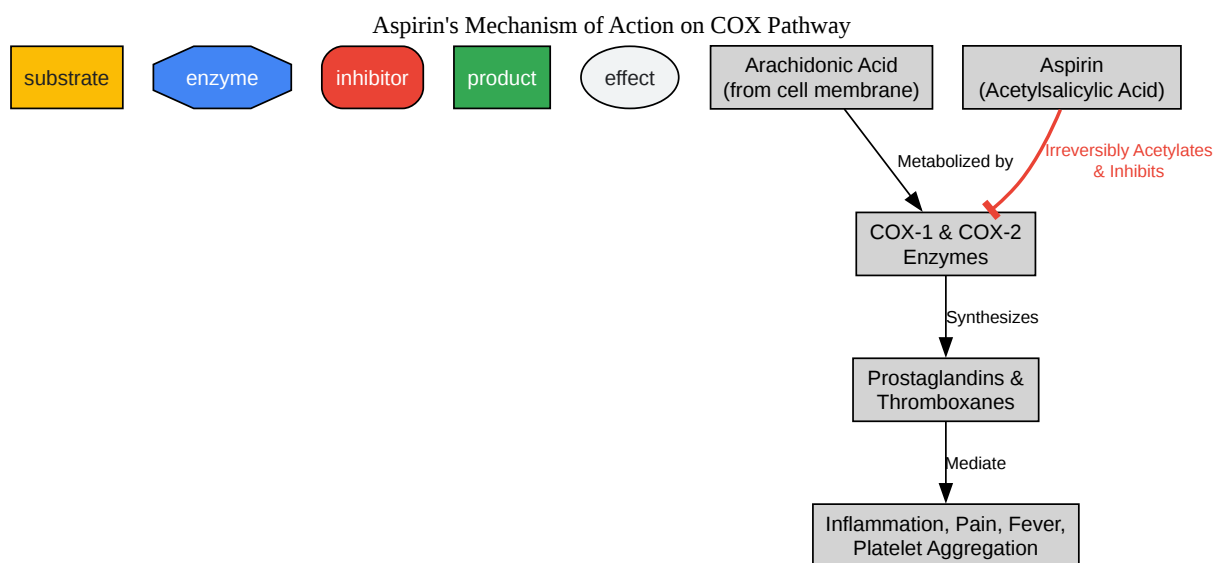 Aspirin's Mechanism of Action on COX Pathway
substrate
enzyme
inhibitor
product
effect
Arachidonic Acid
(from cell membrane)
Aspirin
(Acetylsalicylic Acid)
Metabolized by
Irreversibly Acetylates
& Inhibits
COX-1 & COX-2
Enzymes
Synthesizes
Prostaglandins &
Thromboxanes
Mediate
Inflammation, Pain, Fever,
Platelet Aggregation